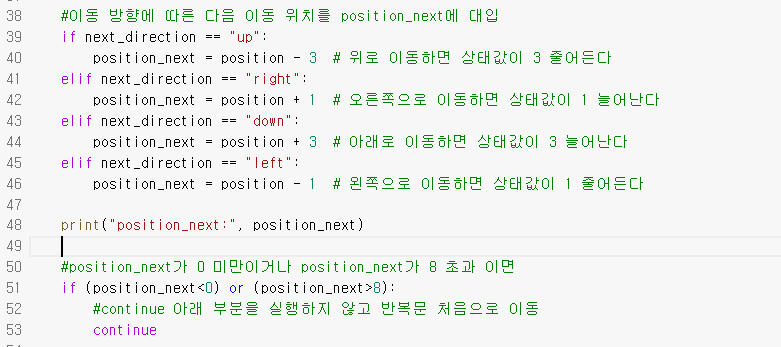 38 #이동 방향에 따른 다음 이동 위치를 position_next에 대입
39 if next_direction == "up":
40 position_next = position - 3 # 위로 이동하면 상태값이 3 줄어든다
41 elif next_direction == "right":
42 position_next = position + 1 # 오른쪽으로 이동하면 상태값이 1 늘어난다
43 elif next_direction == "down":
44 position_next = position + 3 # 아래로 이동하면 상태값이 3 늘어난다
45 elif next_direction == "left":
46 position_next = position - 1 # 왼쪽으로 이동하면 상태값이 1 줄어든다
47
48 print("position_next:", position_next)
49
50 #position_next가 0 미만이거나 position_next가 8 초과 이면
51 if (position_next<0) or (position_next>8):
52 #continue 아래 부분을 실행하지 않고 반복문 처음으로 이동
53 continue